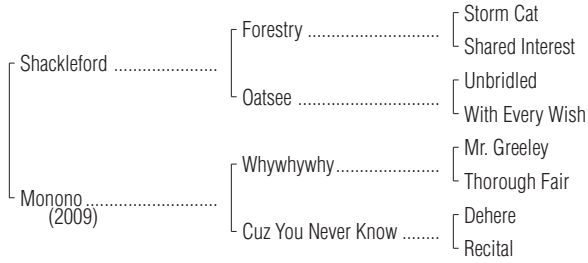 Storm Cat
Forestry ......................
Shared Interest
Shackleford .................
Unbridled
Oatsee ........................
With Every Wish
Mr. Greeley
Whywhywhy.................
Thorough Fair
Monono ......................
(2009)
Dehere
Cuz You Never Know ........
Recital